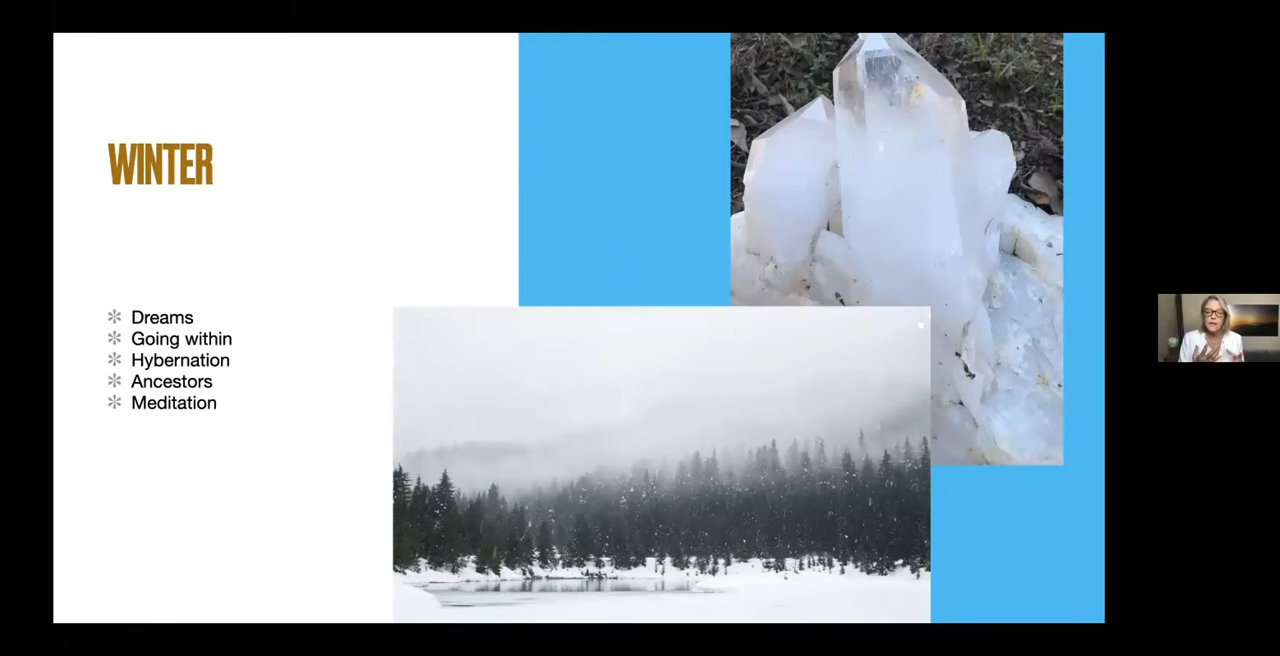 WINTER
Dreams
Going within
Hybernation
Ancestors
Meditation